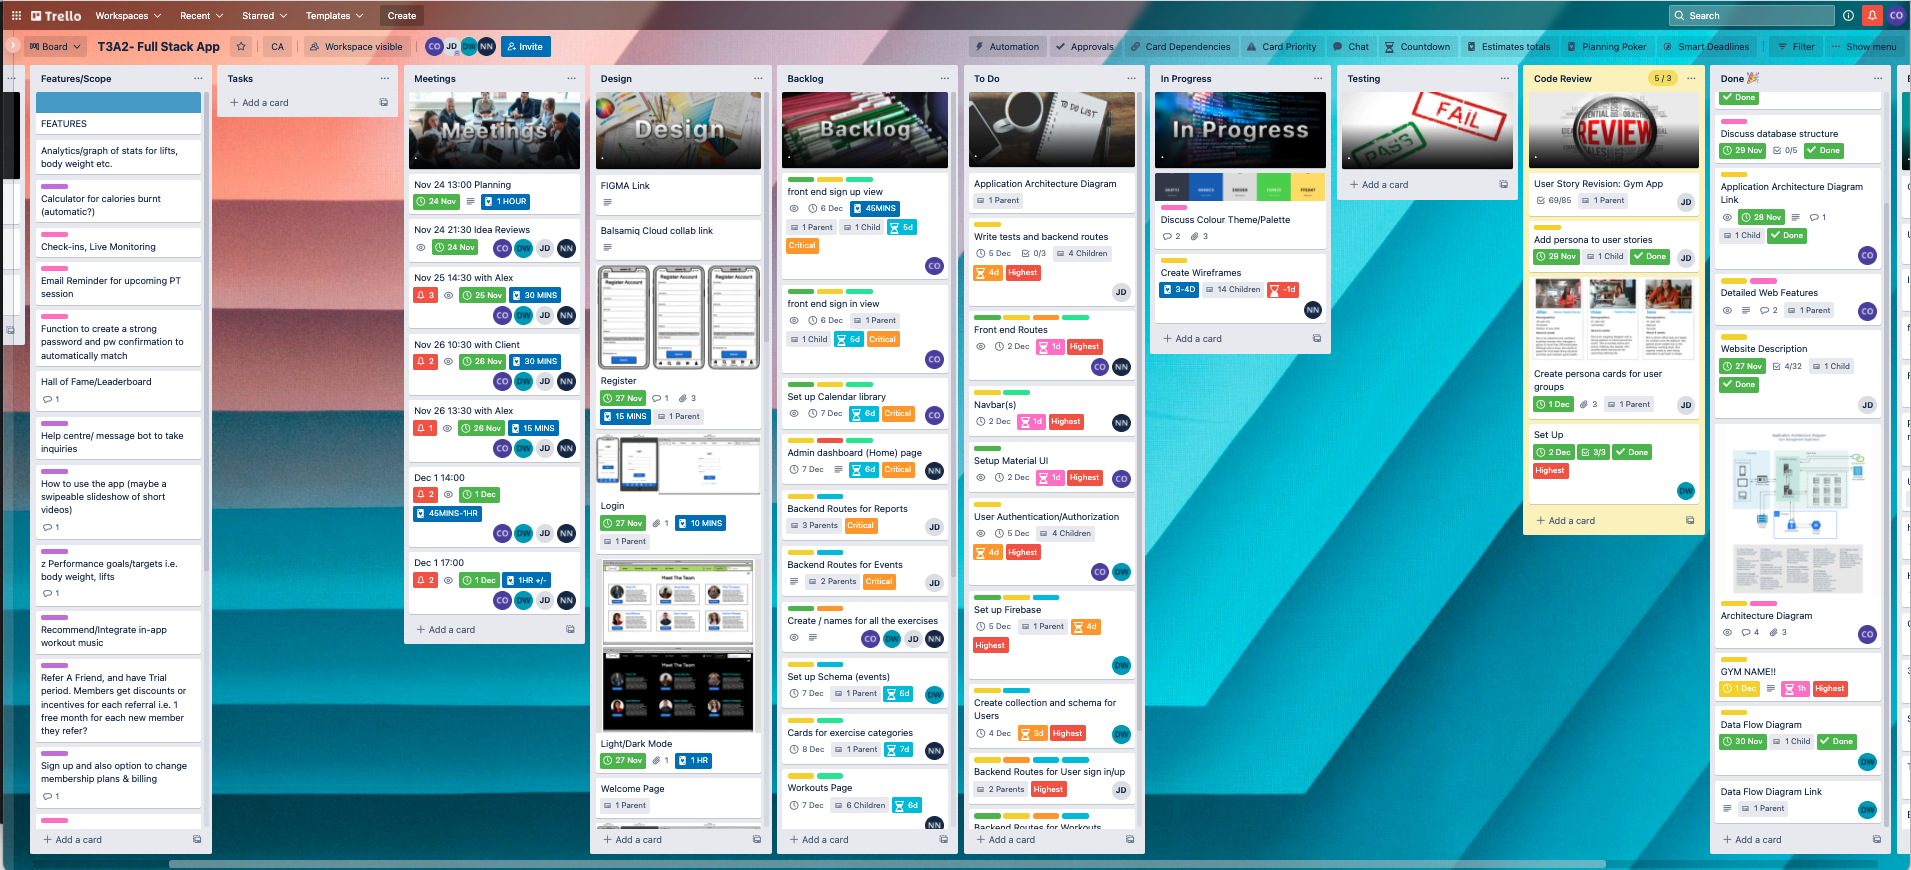 Trello
Workspaces
Recent
Starred
Templates
Create
Search
CO
Board
T3A2- Full Stack App
CA
Workspace visible
CO JD DW NN
Invite
Automation
Approvals
Card Dependencies
Card Priority
Chat
Countdown
Estimates totals
Planning Poker
Smart Deadlines
Filter
Show menu
Features/Scope
FEATURES
Analytics/graph of stats for lifts,
body weight etc.
Calculator for calories burnt
(automatic?)
Check-ins, Live Monitoring
Email Reminder for upcoming PT
session
Function to create a strong
password and pw confirmation to
automatically match
Hall of Fame/Leaderboard
1
Help centre/ message bot to take
inquiries
How to use the app (maybe a
swipeable slideshow of short
videos)
1
z Performance goals/targets i.e.
body weight, lifts
1
Recommend/Integrate in-app
workout music
Refer A Friend, and have Trial
period. Members get discounts or
incentives for each referral i.e. 1
free month for each new member
they refer?
Sign up and also option to change
membership plans & billing
1
+ Add a card
Tasks
+ Add a card
Meetings
Meetings
Nov 24 13:00 Planning
24 Nov 1 HOUR
Nov 24 21:30 Idea Reviews
24 Nov CO DW JD NN
Nov 25 14:30 with Alex
3 25 Nov 30 MINS
CO DW JD NN
Nov 26 10:30 with Client
2 26 Nov 30 MINS
CO DW JD NN
Nov 26 13:30 with Alex
1 26 Nov 15 MINS
CO DW JD NN
Dec 1 14:00
2 1 Dec
45MINS-1HR
CO DW JD NN
Dec 1 17:00
2 1 Dec 1HR +/-
CO DW JD NN
+ Add a card
Design
Design
FIGMA Link
Balsamiq Cloud collab link
Register Account
Register Account
Register Account
Register
27 Nov 1 3
15 MINS 1 Parent
Login
27 Nov 1 10 MINS
1 Parent
Meet The Team
Meet The Team
Light/Dark Mode
27 Nov 1 1 HR
Welcome Page
1 Parent
+ Add a card
Backlog
Backlog
front end sign up view
6 Dec 45MINS
1 Parent 1 Child 5d
Critical
CO
front end sign in view
6 Dec 1 Parent
1 Child 5d Critical
CO
Set up Calendar library
7 Dec 6d Critical CO
Admin dashboard (Home) page
7 Dec 6d Critical NN
Backend Routes for Reports
3 Parents Critical JD
Backend Routes for Events
2 Parents Critical JD
Create / names for all the exercises
CO DW JD NN
Set up Schema (events)
7 Dec 1 Parent 6d DW
Cards for exercise categories
8 Dec 1 Parent 7d NN
Workouts Page
7 Dec 6 Children 6d
NN
+ Add a card
To Do
TO DO LIST
Application Architecture Diagram
1 Parent
Write tests and backend routes
5 Dec 0/3 4 Children
4d Highest
JD
Front end Routes
2 Dec 1d Highest
CO NN
Navbar(s)
2 Dec 1d Highest NN
Setup Material UI
2 Dec 1d Highest CO
User Authentication/Authorization
5 Dec 4 Children
4d Highest
CO DW
Set up Firebase
5 Dec 1 Parent 4d
Highest
DW
Create collection and schema for
Users
4 Dec 3d Highest DW
Backend Routes for User sign in/up
2 Parents Highest JD
Backend Routes for Workouts
+ Add a card
In Progress
In Progress
Discuss Colour Theme/Palette
2 3
Create Wireframes
3-4D 14 Children -1d
NN
+ Add a card
Testing
PASS
FAIL
+ Add a card
Code Review 5 / 3
REVIEW
User Story Revision: Gym App
69/85 1 Parent JD
Add persona to user stories
29 Nov 1 Child Done JD
Create persona cards for user
groups
1 Dec 3 1 Parent JD
Set Up
2 Dec 3/3 Done
Highest
DW
+ Add a card
Done 🎉
Done
Discuss database structure
29 Nov 0/5 Done
Application Architecture Diagram
Link
28 Nov 1
1 Child Done
CO
Detailed Web Features
2 1 Parent CO
Website Description
27 Nov 4/32 1 Child
Done
JD
Application Architecture Diagram
Architecture Diagram
4 3 CO
GYM NAME!!
1 Dec 1h Highest
Data Flow Diagram
30 Nov 1 Child Done
DW
Data Flow Diagram Link
1 Parent DW
+ Add a card